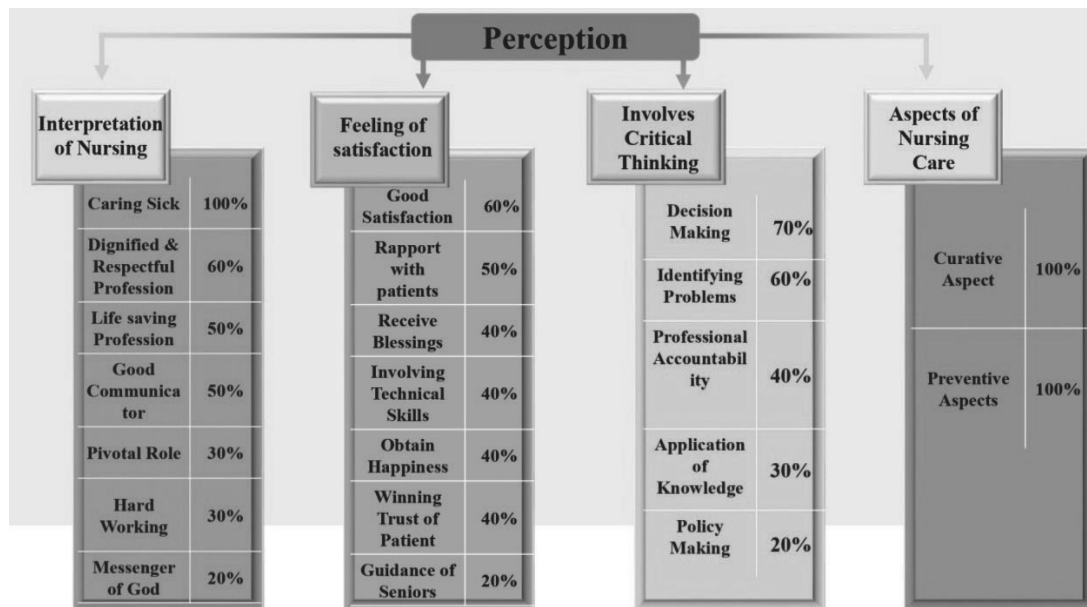 Perception
Interpretation
of Nursing
Caring Sick 100%
Dignified &
Respectful 60%
Profession
Life saving 50%
Profession
Good
Communica 50%
tor
Pivotal Role 30%
Hard 30%
Working
Messenger 20%
of God
Feeling of
satisfaction
Good 60%
Satisfaction
Rapport
with 50%
patients
Receive 40%
Blessings
Involving
Technical 40%
Skills
Obtain 40%
Happiness
Winning
Trust of 40%
Patient
Guidance of 20%
Seniors
Involves
Critical
Thinking
Decision 70%
Making
Identifying 60%
Problems
Professional
Accountabil 40%
ity
Application
of 30%
Knowledge
Policy 20%
Making
Aspects of
Nursing
Care
Curative 100%
Aspect
Preventive 100%
Aspects